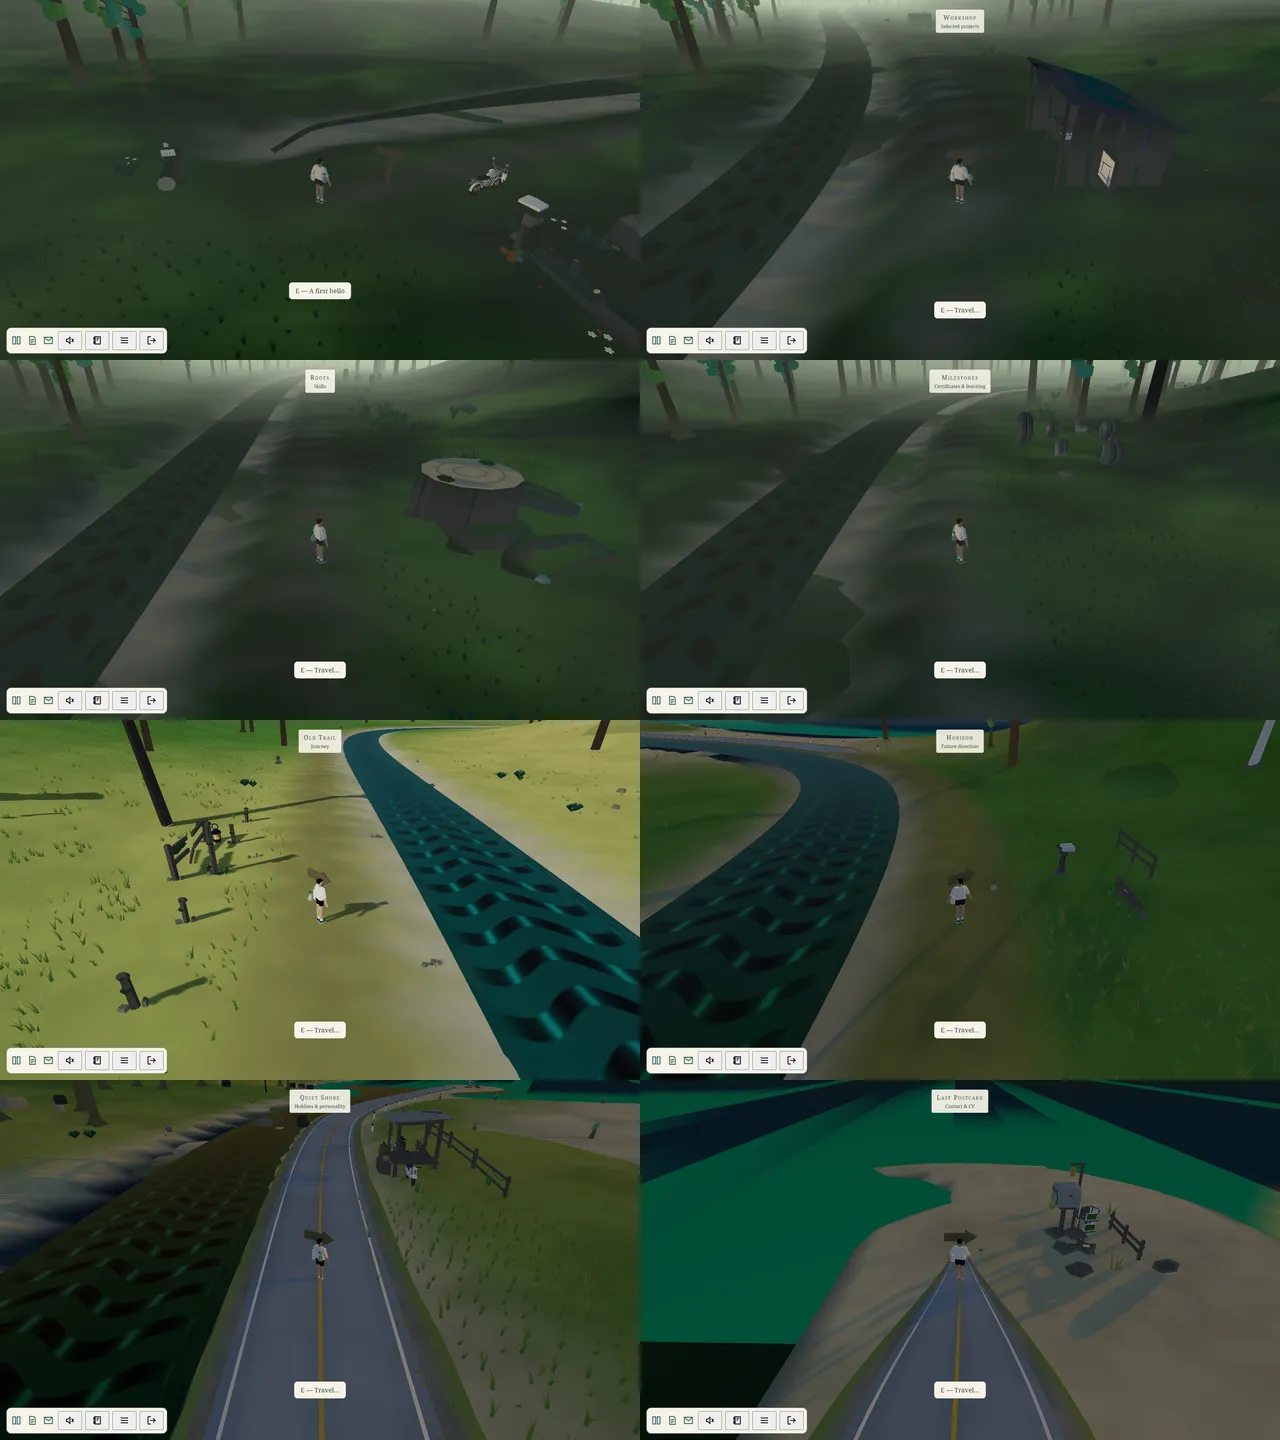 E — A first hello
Workshop
Selected projects
E — Travel...
Roots
Skills
E — Travel...
Milestones
Certificates & learning
E — Travel...
Old Trail
Journey
E — Travel...
Horizon
Future direction
E — Travel...
Quiet Shore
Hobbies & personality
E — Travel...
Last Postcard
Contact & CV
E — Travel...